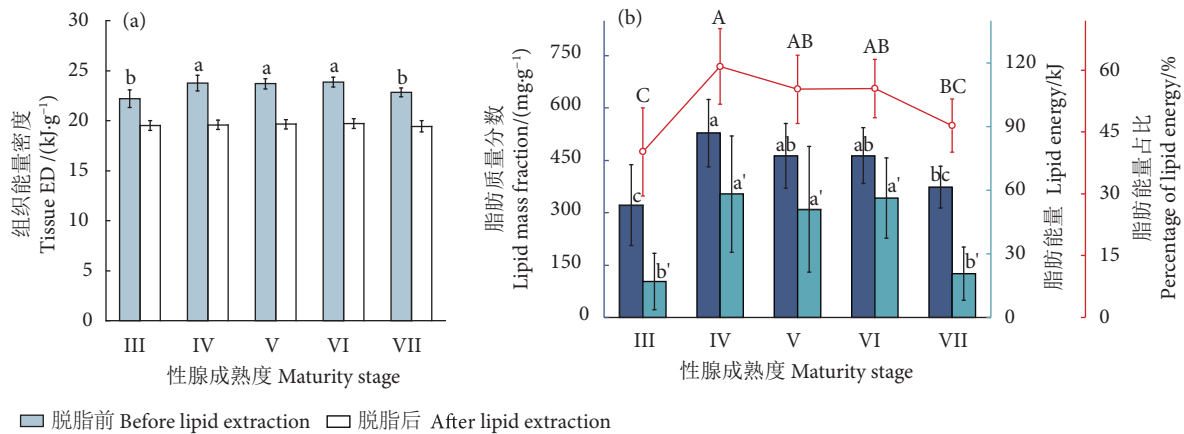 (a)
组织能量密度
Tissue ED /(kJ·g⁻¹)
30
25
20
15
10
5
0
b
a
a
a
b
III
IV
V
VI
VII
性腺成熟度 Maturity stage
(b)
脂肪质量分数
Lipid mass fraction/(mg·g⁻¹)
750
600
450
300
150
0
C
A
AB
AB
BC
c
a
ab
ab
bc
b'
a'
a'
a'
b'
III
IV
V
VI
VII
性腺成熟度 Maturity stage
120
90
60
30
0
脂肪能量 Lipid energy/kJ
60
45
30
15
0
脂肪能量占比
Percentage of lipid energy/%
脱脂前 Before lipid extraction
脱脂后 After lipid extraction